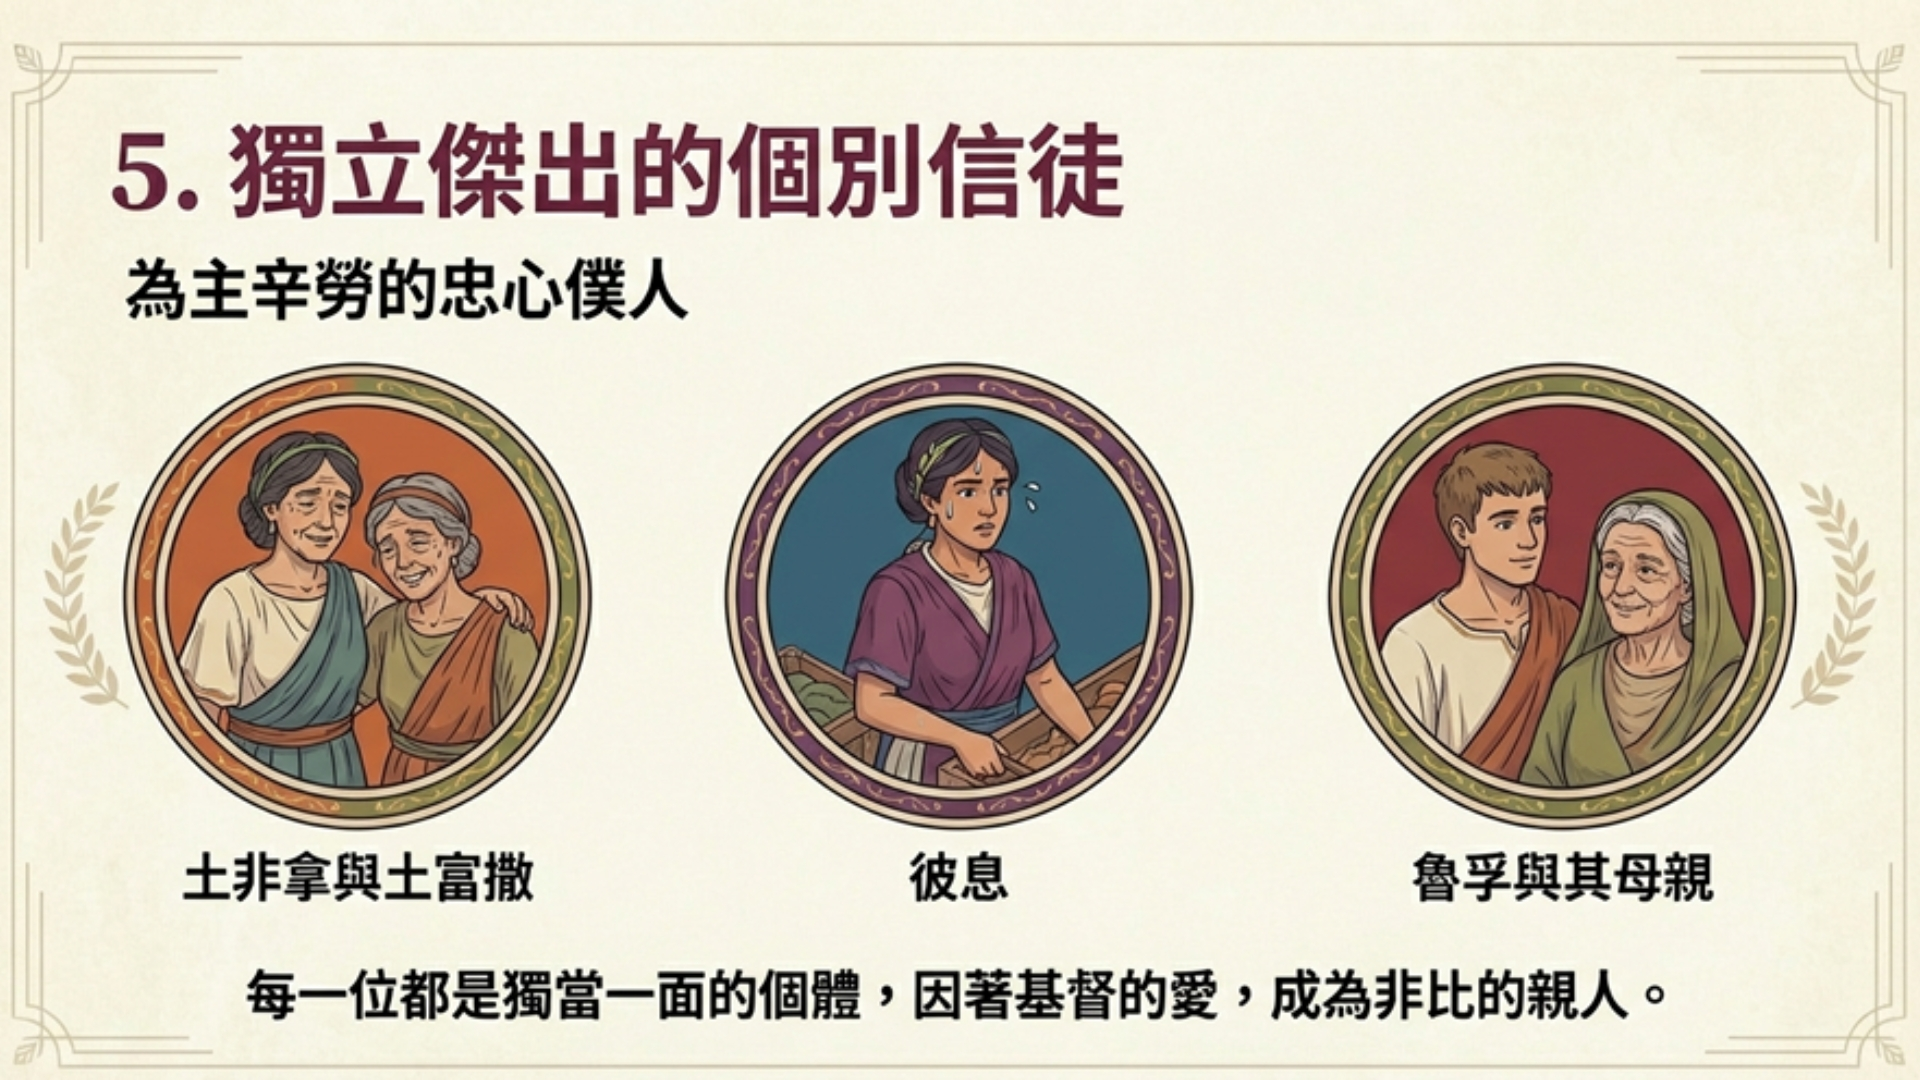 5. 獨立傑出的個別信徒
為主辛勞的忠心僕人
土非拿與土富撒
彼息
魯孚與其母親
每一位都是獨當一面的個體，因著基督的愛，成為非比的親人。